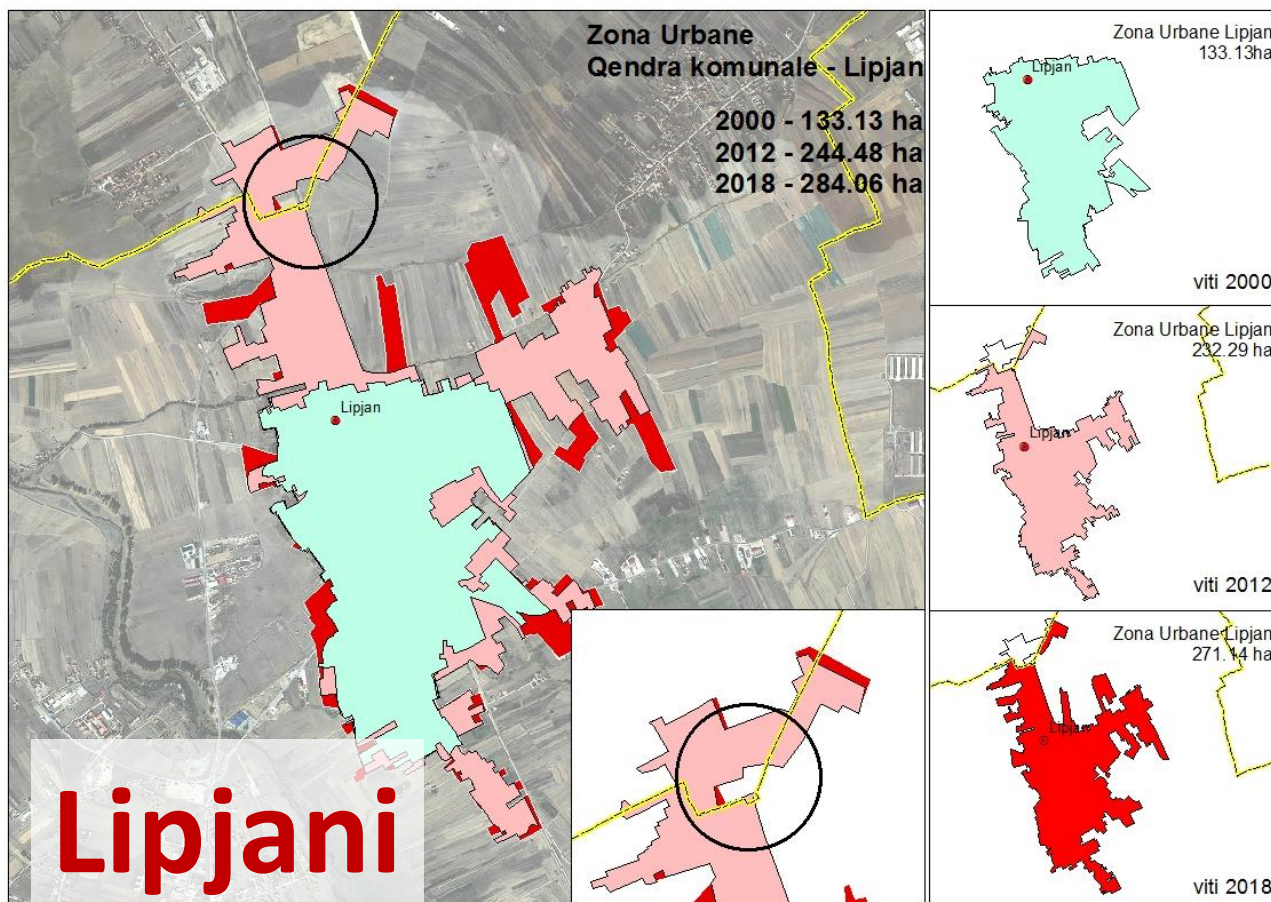 Zona Urbane
Qendra komunale - Lipjan
2000 - 133.13 ha
2012 - 244.48 ha
2018 - 284.06 ha
Lipjan
Lipjani
Zona Urbane Lipjan
133.13ha
Lipjan
viti 2000
Zona Urbane Lipjan
232.29 ha
Lipjan
viti 2012
Zona Urbane Lipjan
271.14 ha
Lipjan
viti 2018